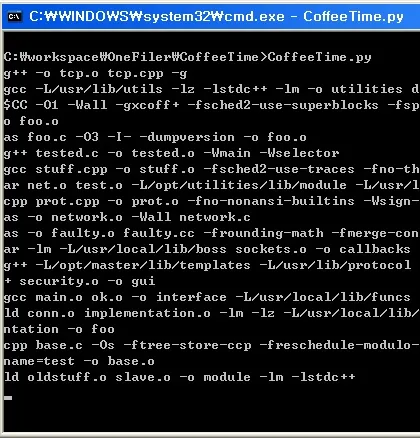 C:₩WINDOWS₩system32₩cmd.exe - CoffeeTime.py
C:₩workspace₩OneFiler₩CoffeeTime>CoffeeTime.py
g++ -o tcp.o tcp.cpp -g
gcc -L/usr/lib/utils -lz -lstdc++ -lm -o utilities d
$CC -O1 -Wall -gxcoff+ -fsched2-use-superblocks -fsp
o foo.o
as foo.c -O3 -I- -dumpversion -o foo.o
g++ tested.c -o tested.o -Wmain -Wselector
gcc stuff.cpp -o stuff.o -fsched2-use-traces -fno-th
ar net.o test.o -L/opt/utilities/lib/module -L/usr/l
cpp prot.cpp -o prot.o -fno-nonansi-builtins -Wsign-
as -o network.o -Wall network.c
as -o faulty.o faulty.cc -frounding-math -fmerge-con
ar -lm -L/usr/local/lib/boss sockets.o -o callbacks
g++ -L/opt/master/lib/templates -L/usr/lib/protocol
+ security.o -o gui
gcc main.o ok.o -o interface -L/usr/local/lib/funcs
ld conn.o implementation.o -lm -lz -L/usr/local/lib/
ntation -o foo
cpp base.c -Os -ftree-store-ccp -freschedule-modulo-
name=test -o base.o
ld oldstuff.o slave.o -o module -lm -lstdc++